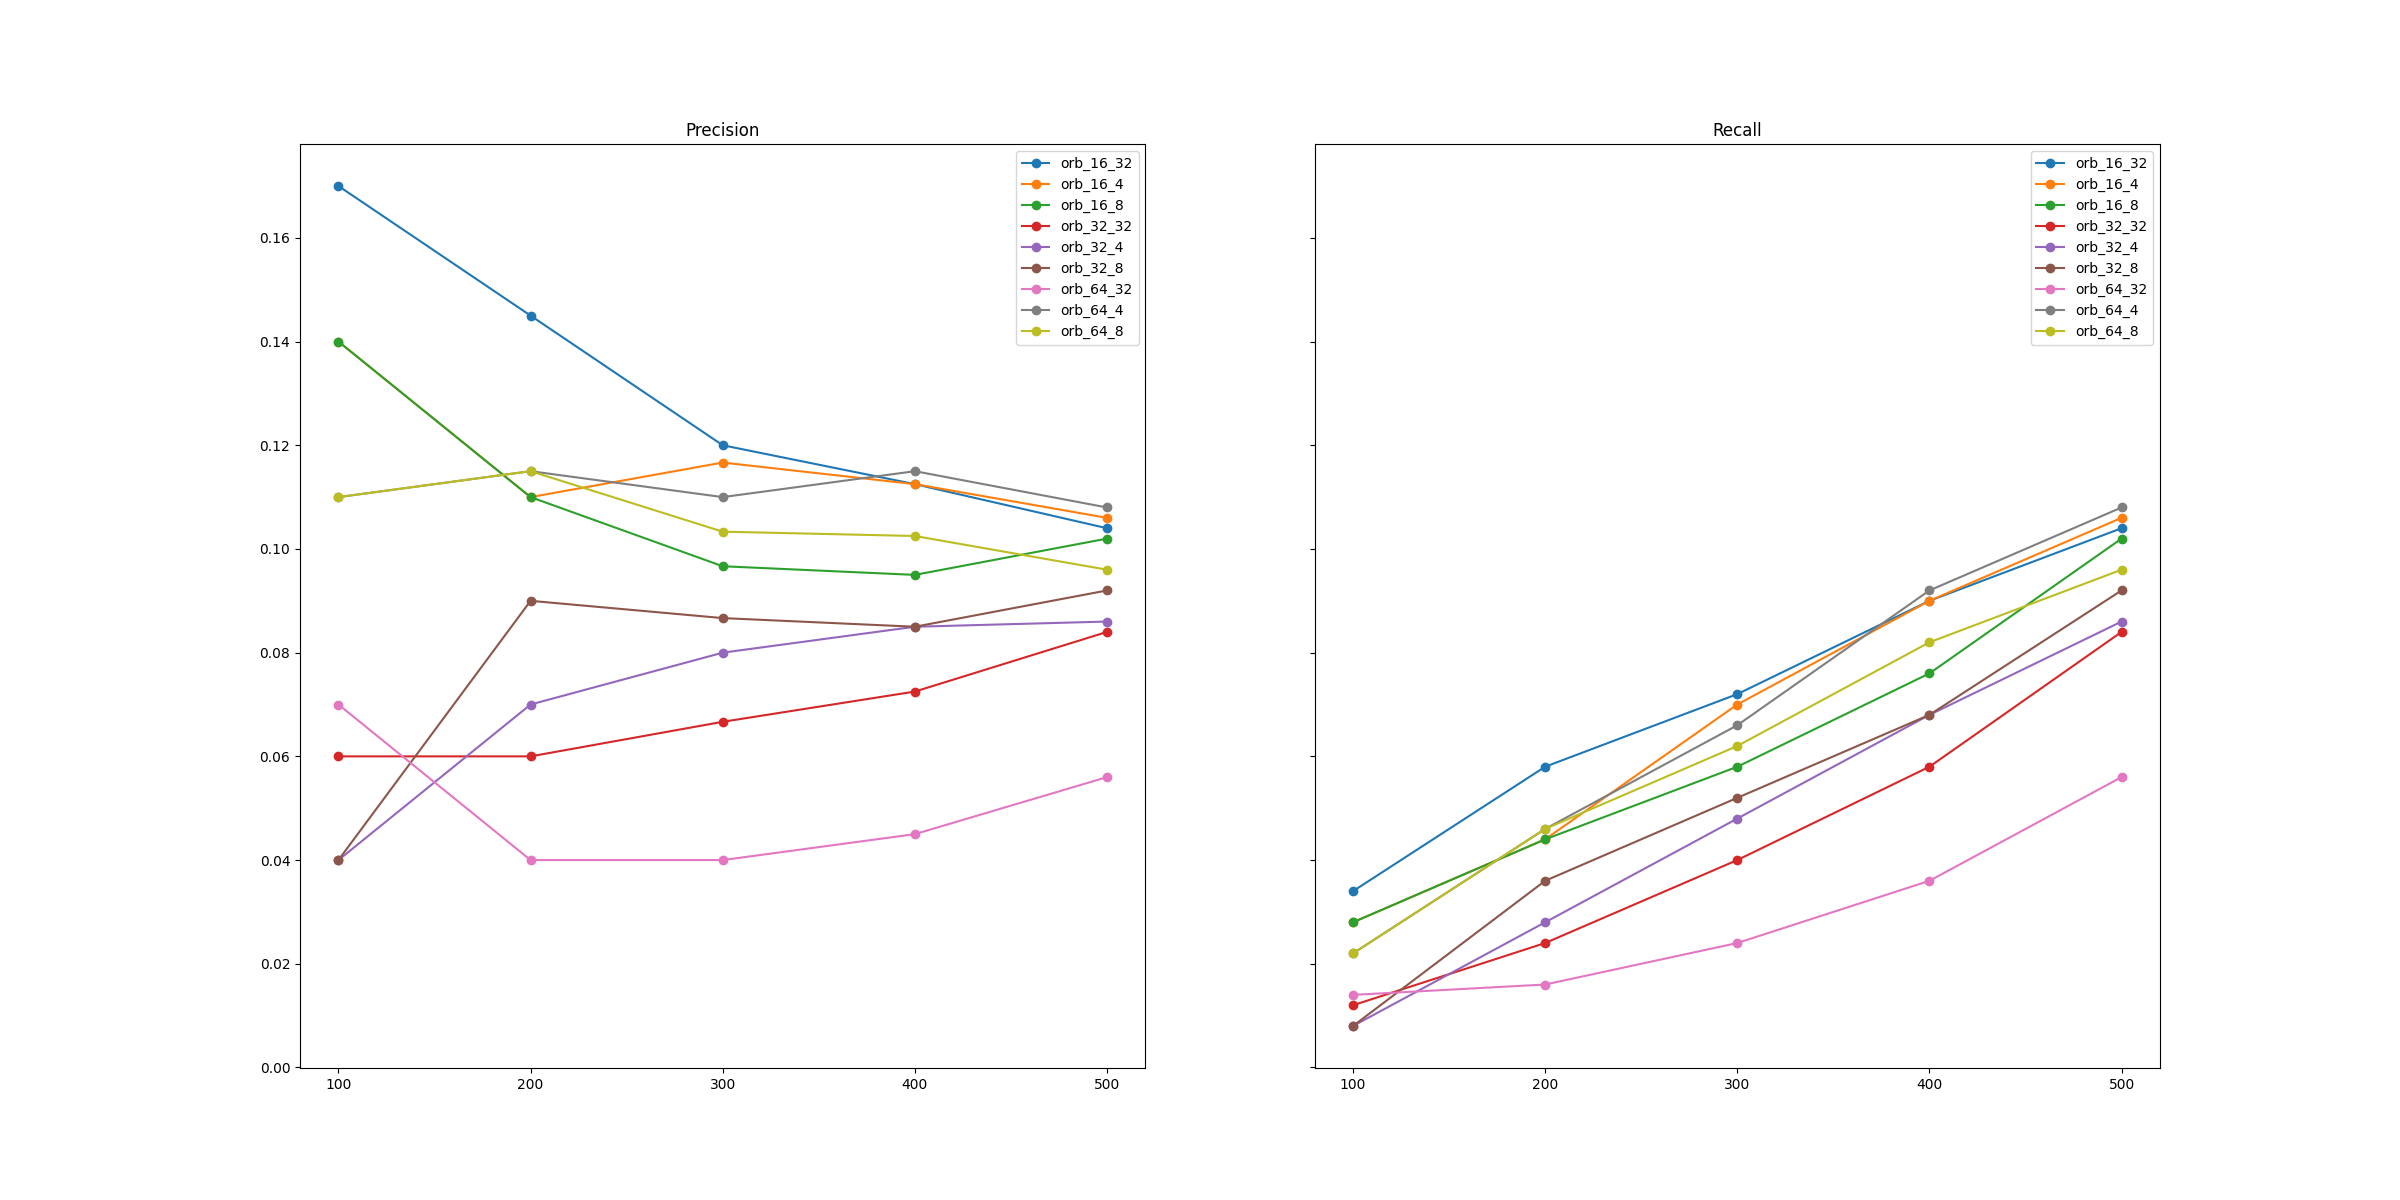 Precision
orb_16_32
orb_16_4
orb_16_8
orb_32_32
orb_32_4
orb_32_8
orb_64_32
orb_64_4
orb_64_8
0.16
0.14
0.12
0.10
0.08
0.06
0.04
0.02
0.00
100 200 300 400 500
Recall
orb_16_32
orb_16_4
orb_16_8
orb_32_32
orb_32_4
orb_32_8
orb_64_32
orb_64_4
orb_64_8
100 200 300 400 500